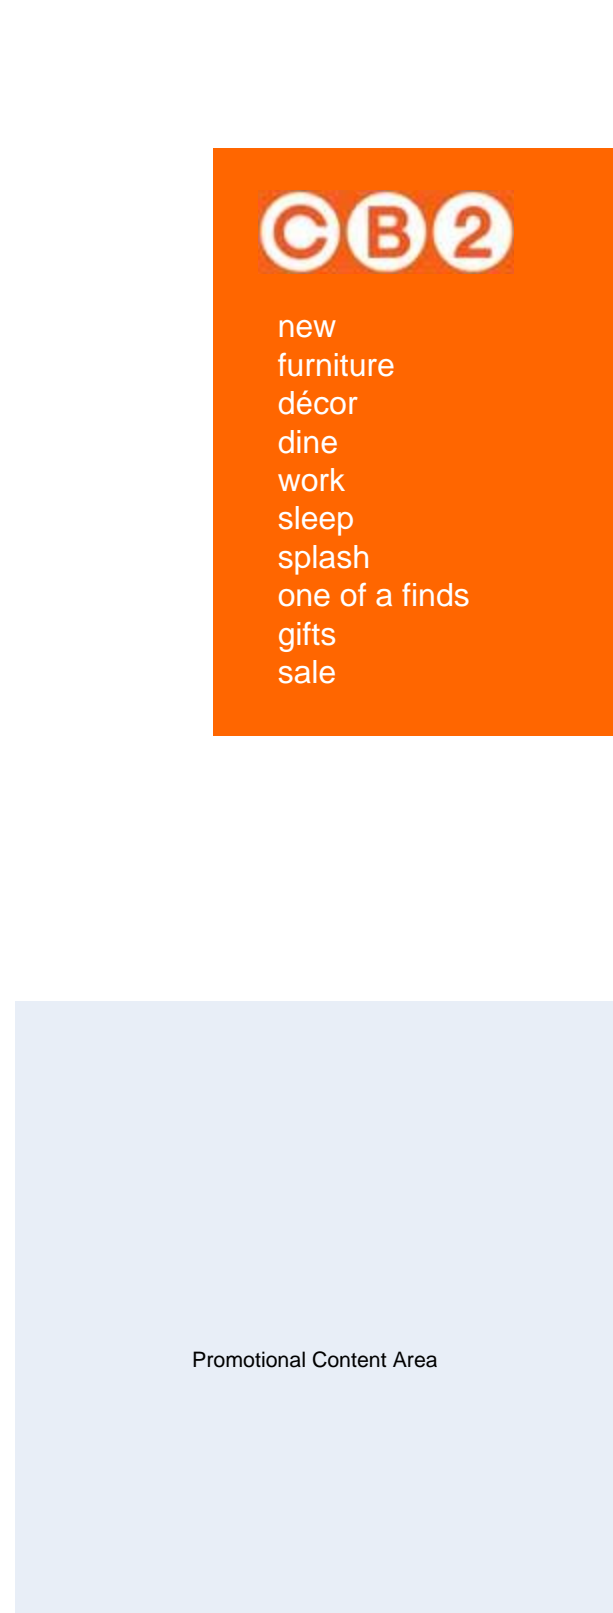 CB2
new
furniture
décor
dine
work
sleep
splash
one of a finds
gifts
sale
Promotional Content Area